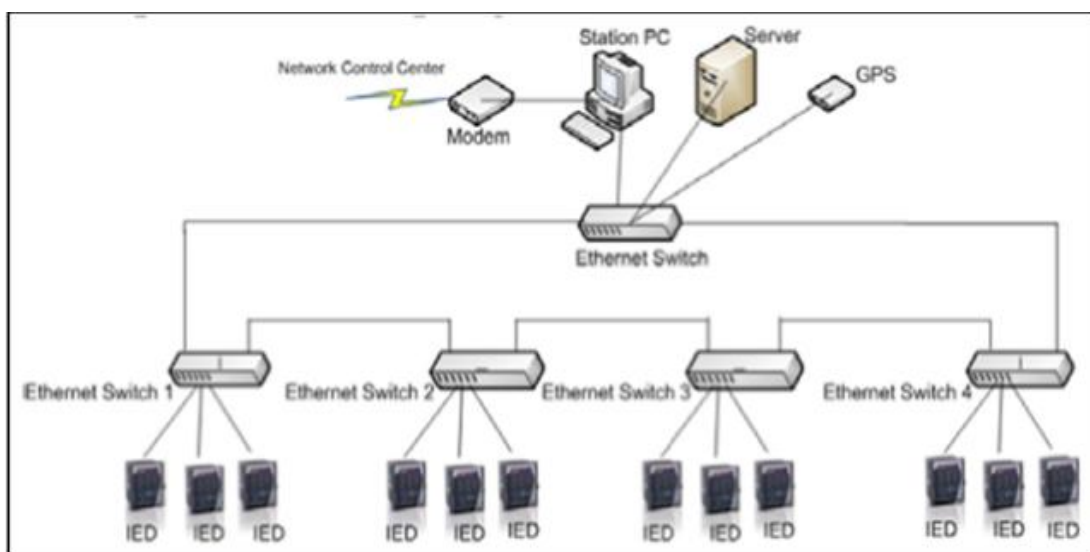 Station PC
Server
Network Control Center
GPS
Modem
Ethernet Switch
Ethernet Switch 1
Ethernet Switch 2
Ethernet Switch 3
Ethernet Switch 4
IED IED IED
IED IED IED
IED IED IED
IED IED IED